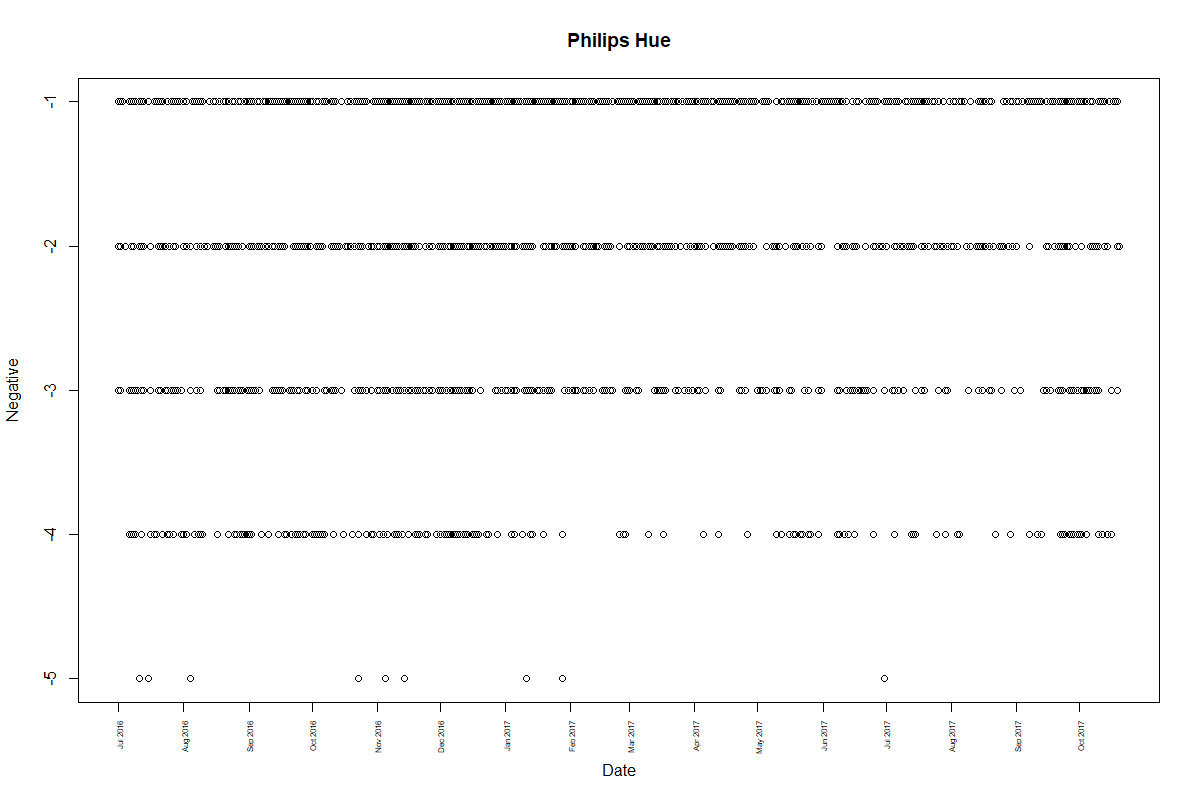 Philips Hue
Negative
-1
-2
-3
-4
-5
Jul 2016
Aug 2016
Sep 2016
Oct 2016
Nov 2016
Dec 2016
Jan 2017
Feb 2017
Mar 2017
Apr 2017
May 2017
Jun 2017
Jul 2017
Aug 2017
Sep 2017
Oct 2017
Date